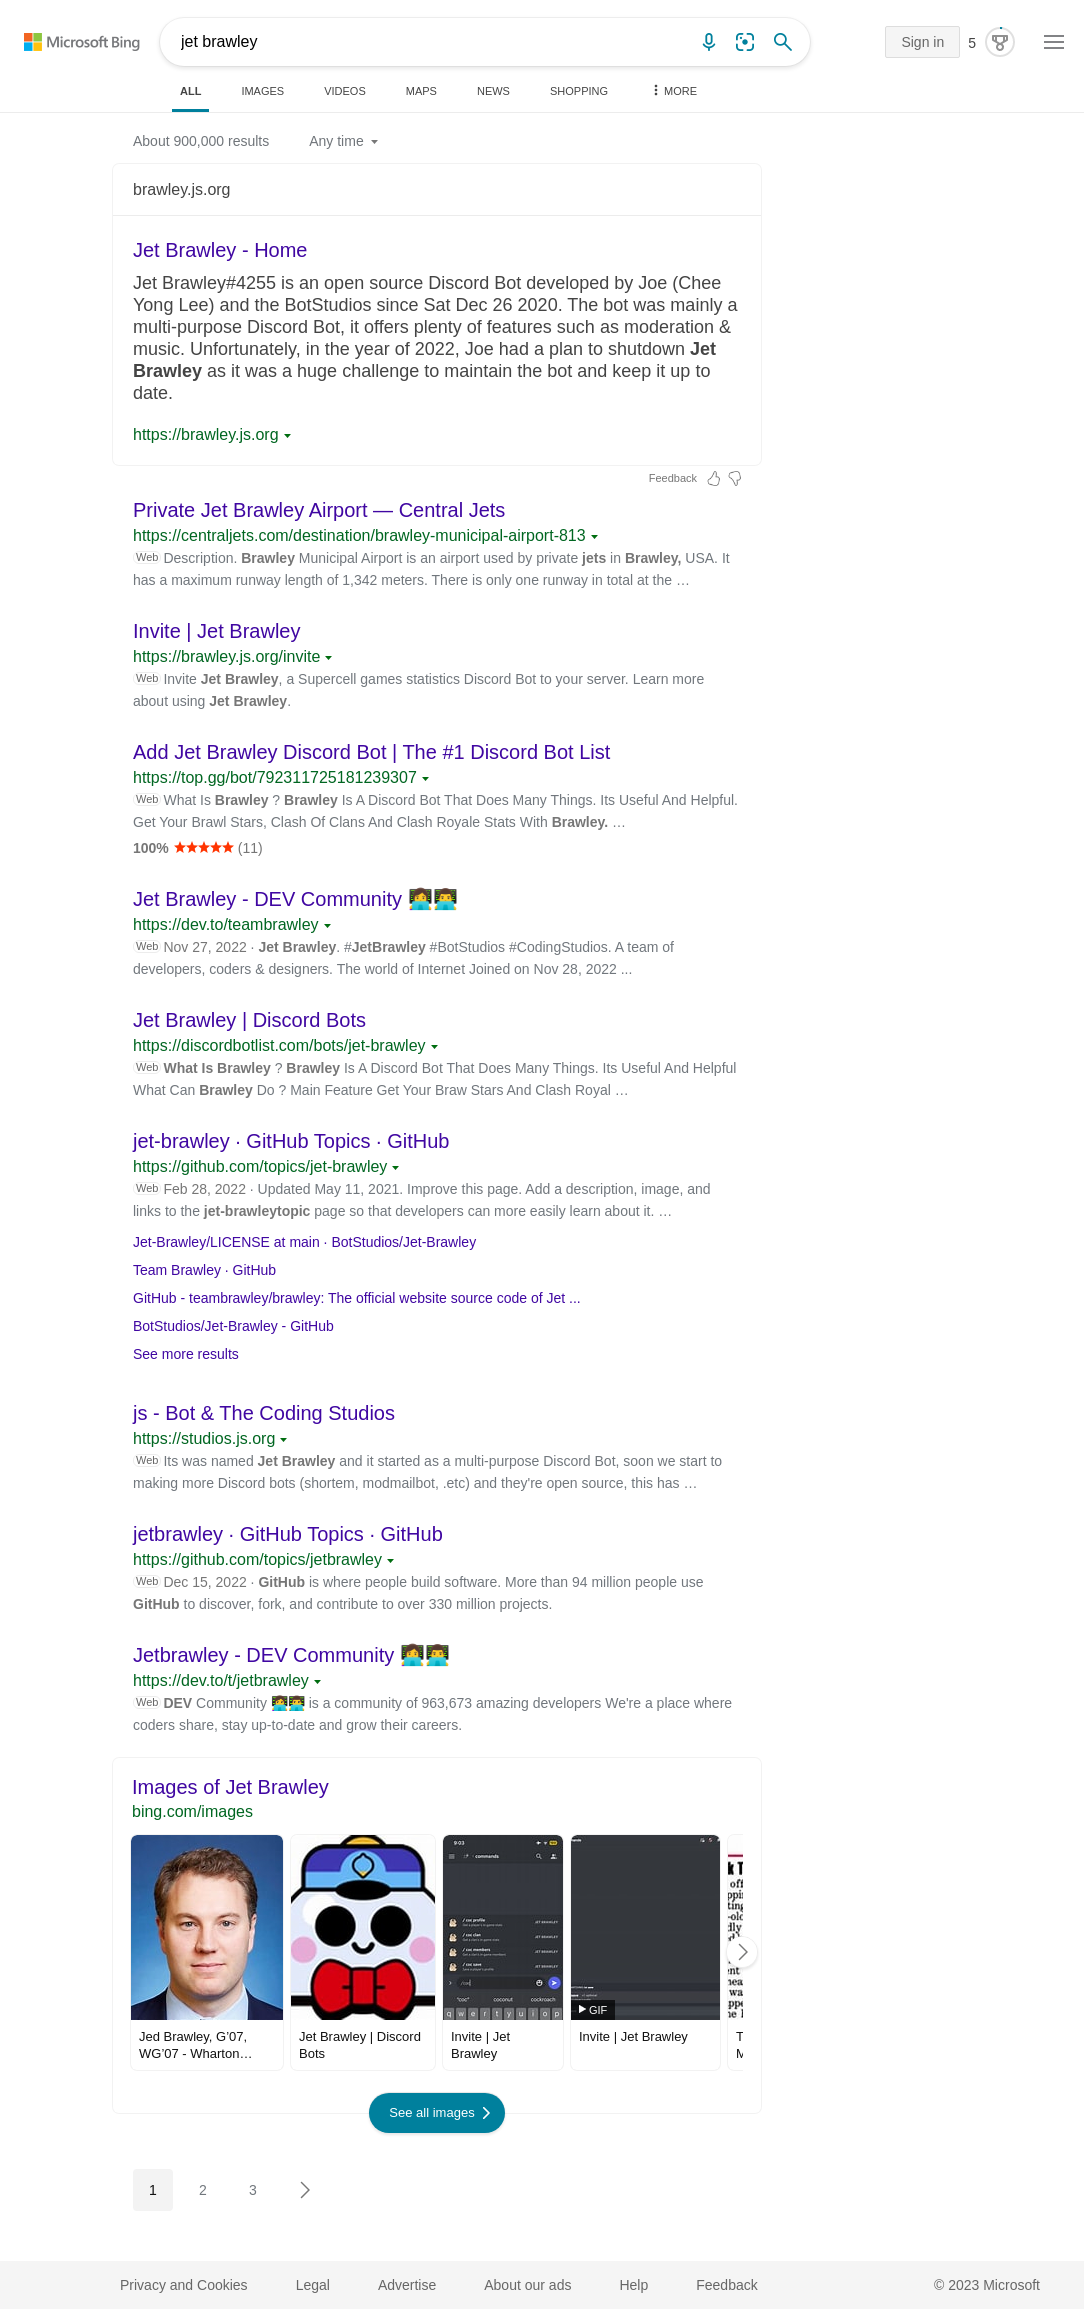 Microsoft Bing
jet brawley
Sign in
5
ALL
IMAGES
VIDEOS
MAPS
NEWS
SHOPPING
MORE
About 900,000 results
Any time
brawley.js.org
Jet Brawley - Home
Jet Brawley#4255 is an open source Discord Bot developed by Joe (Chee
Yong Lee) and the BotStudios since Sat Dec 26 2020. The bot was mainly a
multi-purpose Discord Bot, it offers plenty of features such as moderation &
music. Unfortunately, in the year of 2022, Joe had a plan to shutdown Jet
Brawley as it was a huge challenge to maintain the bot and keep it up to
date.
https://brawley.js.org
Feedback
Private Jet Brawley Airport — Central Jets
https://centraljets.com/destination/brawley-municipal-airport-813
Web Description. Brawley Municipal Airport is an airport used by private jets in Brawley, USA. It
has a maximum runway length of 1,342 meters. There is only one runway in total at the …
Invite | Jet Brawley
https://brawley.js.org/invite
Web Invite Jet Brawley, a Supercell games statistics Discord Bot to your server. Learn more
about using Jet Brawley.
Add Jet Brawley Discord Bot | The #1 Discord Bot List
https://top.gg/bot/792311725181239307
Web What Is Brawley ? Brawley Is A Discord Bot That Does Many Things. Its Useful And Helpful.
Get Your Brawl Stars, Clash Of Clans And Clash Royale Stats With Brawley. …
100% ★★★★★ (11)
Jet Brawley - DEV Community 👩‍💻👨‍💻
https://dev.to/teambrawley
Web Nov 27, 2022 · Jet Brawley. #JetBrawley #BotStudios #CodingStudios. A team of
developers, coders & designers. The world of Internet Joined on Nov 28, 2022 ...
Jet Brawley | Discord Bots
https://discordbotlist.com/bots/jet-brawley
Web What Is Brawley ? Brawley Is A Discord Bot That Does Many Things. Its Useful And Helpful
What Can Brawley Do ? Main Feature Get Your Braw Stars And Clash Royal …
jet-brawley · GitHub Topics · GitHub
https://github.com/topics/jet-brawley
Web Feb 28, 2022 · Updated May 11, 2021. Improve this page. Add a description, image, and
links to the jet-brawleytopic page so that developers can more easily learn about it. …
Jet-Brawley/LICENSE at main · BotStudios/Jet-Brawley
Team Brawley · GitHub
GitHub - teambrawley/brawley: The official website source code of Jet ...
BotStudios/Jet-Brawley - GitHub
See more results
js - Bot & The Coding Studios
https://studios.js.org
Web Its was named Jet Brawley and it started as a multi-purpose Discord Bot, soon we start to
making more Discord bots (shortem, modmailbot, .etc) and they're open source, this has …
jetbrawley · GitHub Topics · GitHub
https://github.com/topics/jetbrawley
Web Dec 15, 2022 · GitHub is where people build software. More than 94 million people use
GitHub to discover, fork, and contribute to over 330 million projects.
Jetbrawley - DEV Community 👩‍💻👨‍💻
https://dev.to/t/jetbrawley
Web DEV Community 👩‍💻👨‍💻 is a community of 963,673 amazing developers We're a place where
coders share, stay up-to-date and grow their careers.
Images of Jet Brawley
bing.com/images
9:03
commands
/ coc profile
/ coc clan
/ coc members
/ coc save
JET BRAWLEY
JET BRAWLEY
JET BRAWLEY
JET BRAWLEY
/coc
"coc" coconut cockroach
q w e r t y u i o p
GIF
Jed Brawley, G'07,
WG'07 - Wharton…
Jet Brawley | Discord
Bots
Invite | Jet
Brawley
Invite | Jet Brawley
See all images
1
2
3
Privacy and Cookies
Legal
Advertise
About our ads
Help
Feedback
© 2023 Microsoft